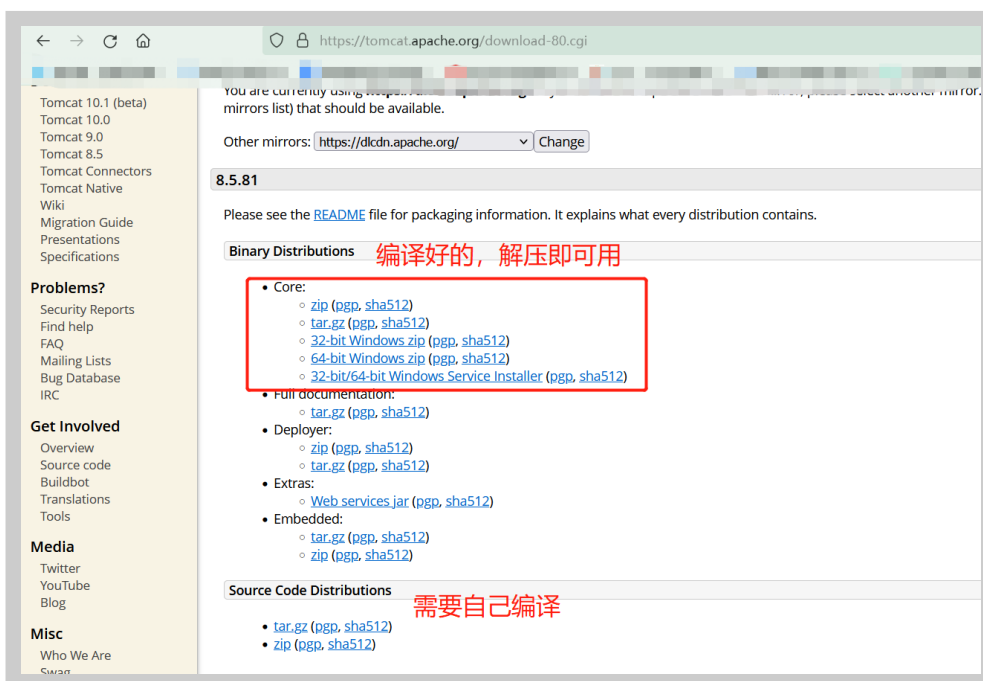 https://tomcat.apache.org/download-80.cgi
Tomcat 10.1 (beta)
Tomcat 10.0
Tomcat 9.0
Tomcat 8.5
Tomcat Connectors
Tomcat Native
Wiki
Migration Guide
Presentations
Specifications
Problems?
Security Reports
Find help
FAQ
Mailing Lists
Bug Database
IRC
Get Involved
Overview
Source code
Buildbot
Translations
Tools
Media
Twitter
YouTube
Blog
Misc
Who We Are
Swag
You are currently using
please select another mirror.
mirrors list) that should be available.
Other mirrors: https://dlcdn.apache.org/ Change
8.5.81
Please see the README file for packaging information. It explains what every distribution contains.
Binary Distributions 编译好的，解压即可用
Core:
zip (pgp, sha512)
tar.gz (pgp, sha512)
32-bit Windows zip (pgp, sha512)
64-bit Windows zip (pgp, sha512)
32-bit/64-bit Windows Service Installer (pgp, sha512)
Full documentation:
tar.gz (pgp, sha512)
Deployer:
zip (pgp, sha512)
tar.gz (pgp, sha512)
Extras:
Web services jar (pgp, sha512)
Embedded:
tar.gz (pgp, sha512)
zip (pgp, sha512)
Source Code Distributions 需要自己编译
tar.gz (pgp, sha512)
zip (pgp, sha512)